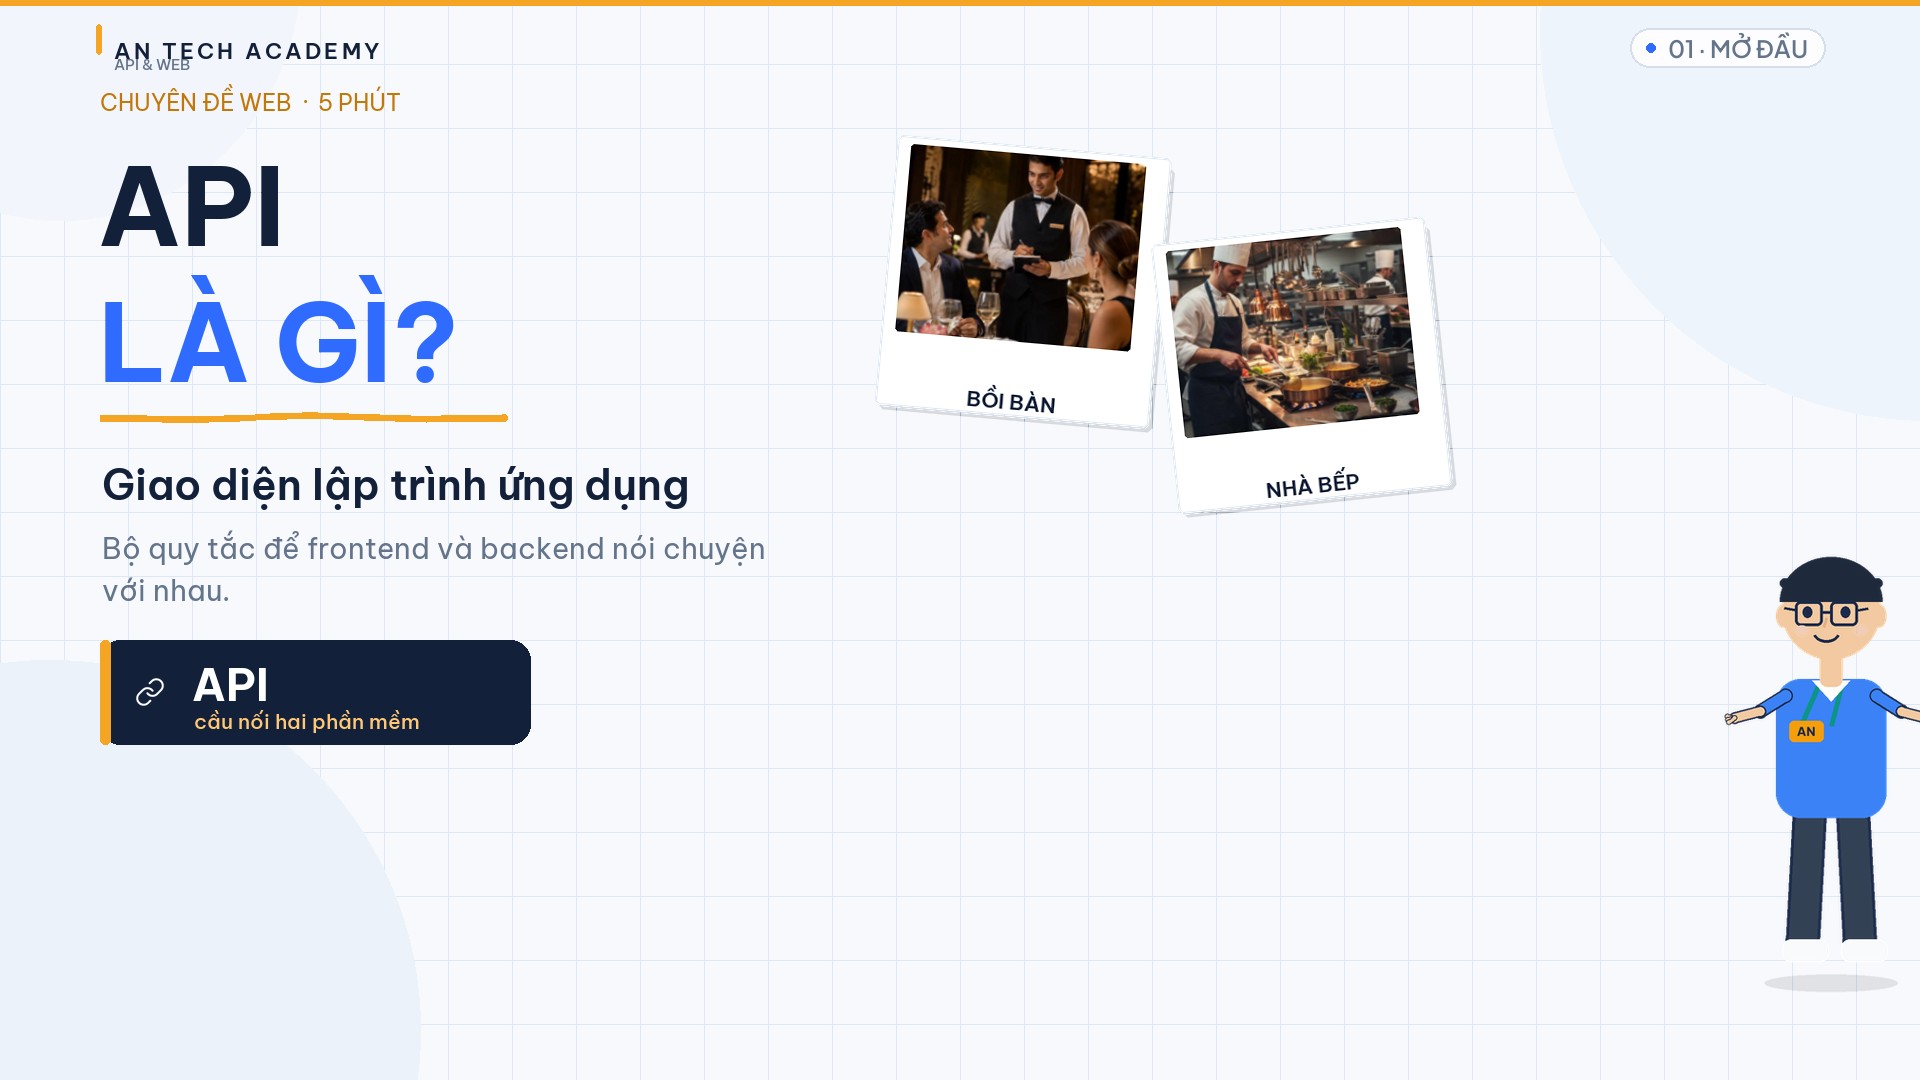 AN TECH ACADEMY
API & WEB
CHUYÊN ĐỀ WEB · 5 PHÚT
01 · MỞ ĐẦU
API
LÀ GÌ?
Giao diện lập trình ứng dụng
Bộ quy tắc để frontend và backend nói chuyện
với nhau.
API
cầu nối hai phần mềm
BỒI BÀN
NHÀ BẾP
AN